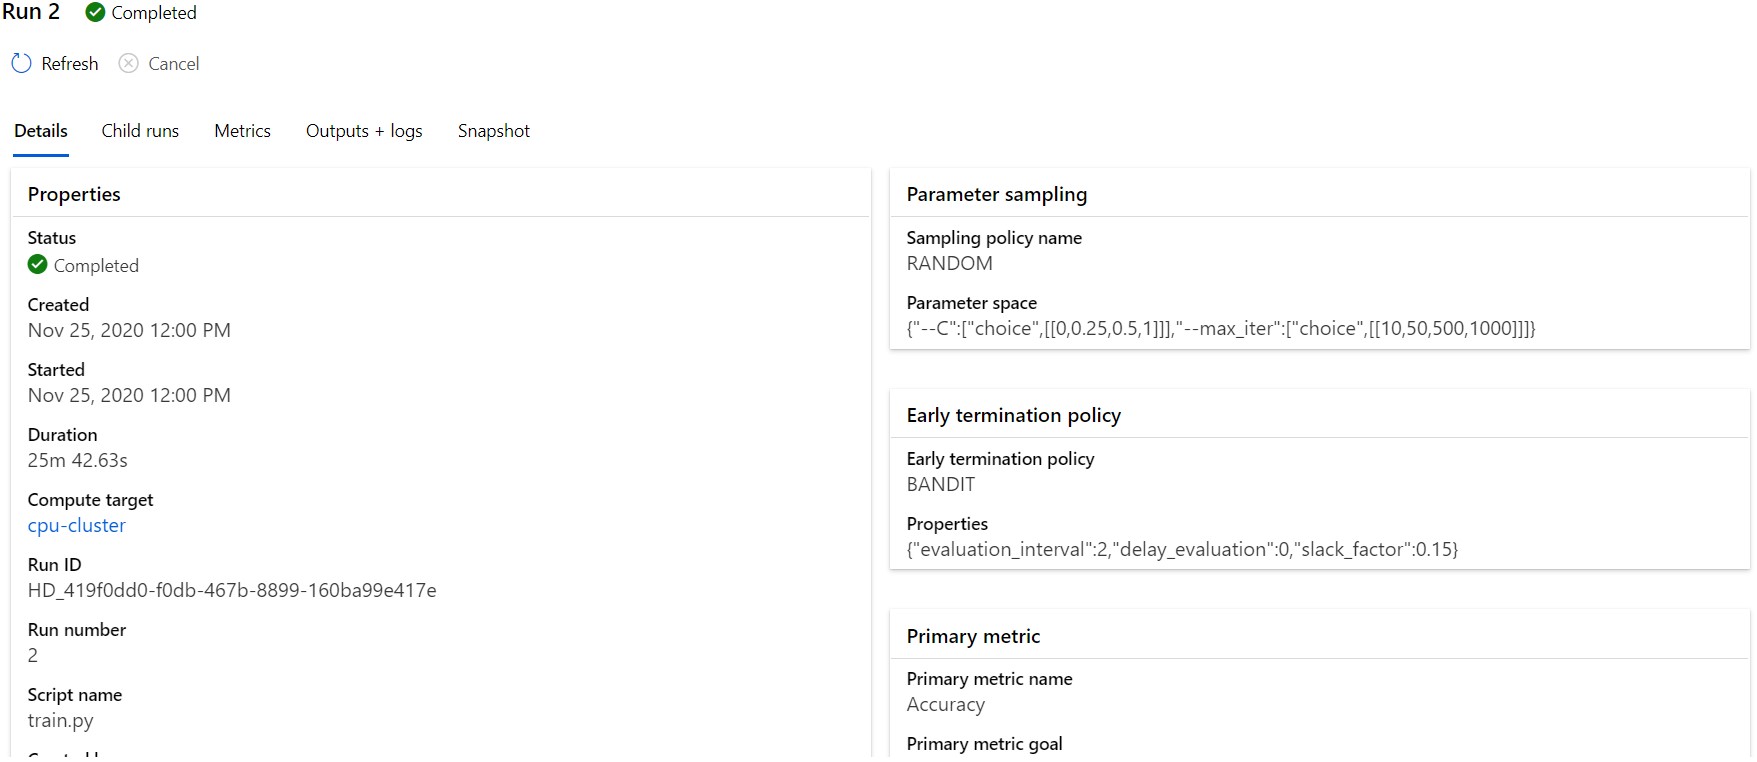 Run 2 Completed
Refresh Cancel
Details Child runs Metrics Outputs + logs Snapshot
Properties
Status
Completed
Created
Nov 25, 2020 12:00 PM
Started
Nov 25, 2020 12:00 PM
Duration
25m 42.63s
Compute target
cpu-cluster
Run ID
HD_419f0dd0-f0db-467b-8899-160ba99e417e
Run number
2
Script name
train.py
Parameter sampling
Sampling policy name
RANDOM
Parameter space
{"--C":["choice",[[0,0.25,0.5,1]]],"--max_iter":["choice",[[10,50,500,1000]]]}
Early termination policy
Early termination policy
BANDIT
Properties
{"evaluation_interval":2,"delay_evaluation":0,"slack_factor":0.15}
Primary metric
Primary metric name
Accuracy
Primary metric goal